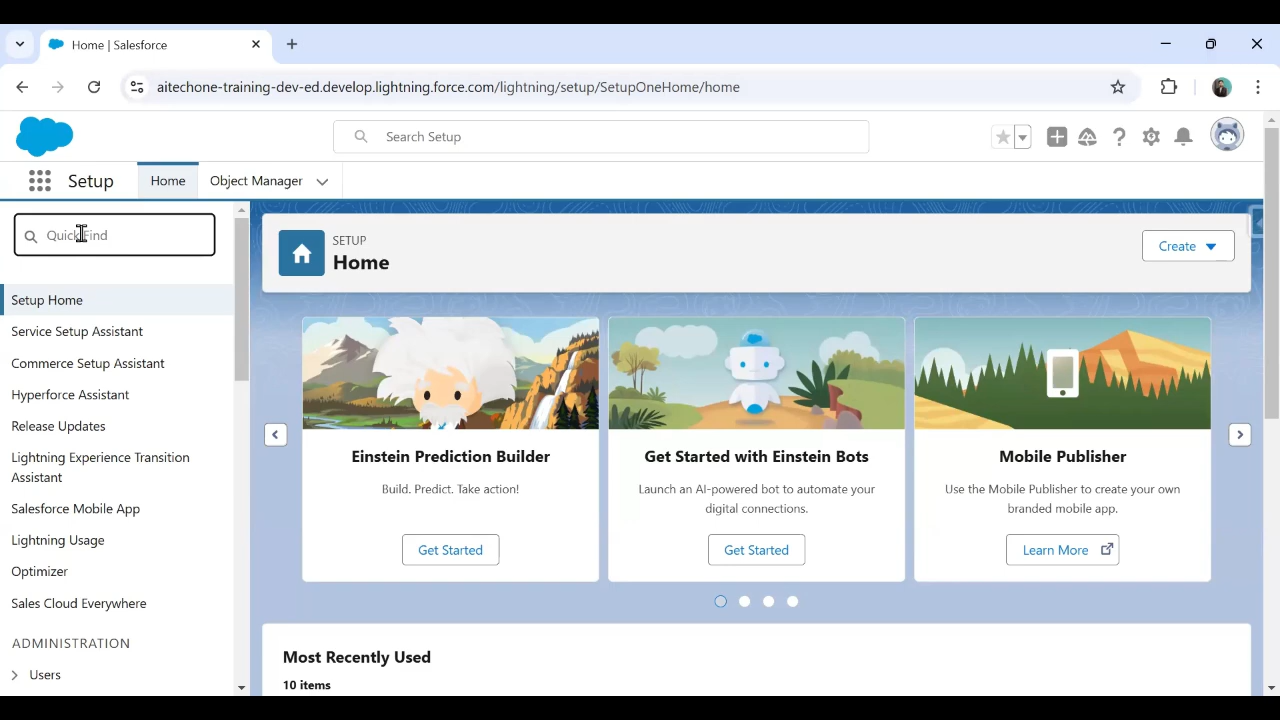 Home | Salesforce
aitechone-training-dev-ed.develop.lightning.force.com/lightning/setup/SetupOneHome/home
Search Setup
Setup
Home
Object Manager
Quick Find
Setup Home
Service Setup Assistant
Commerce Setup Assistant
Hyperforce Assistant
Release Updates
Lightning Experience Transition
Assistant
Salesforce Mobile App
Lightning Usage
Optimizer
Sales Cloud Everywhere
ADMINISTRATION
Users
SETUP
Home
Create
Einstein Prediction Builder
Build. Predict. Take action!
Get Started
Get Started with Einstein Bots
Launch an AI-powered bot to automate your
digital connections.
Get Started
Mobile Publisher
Use the Mobile Publisher to create your own
branded mobile app.
Learn More
Most Recently Used
10 items